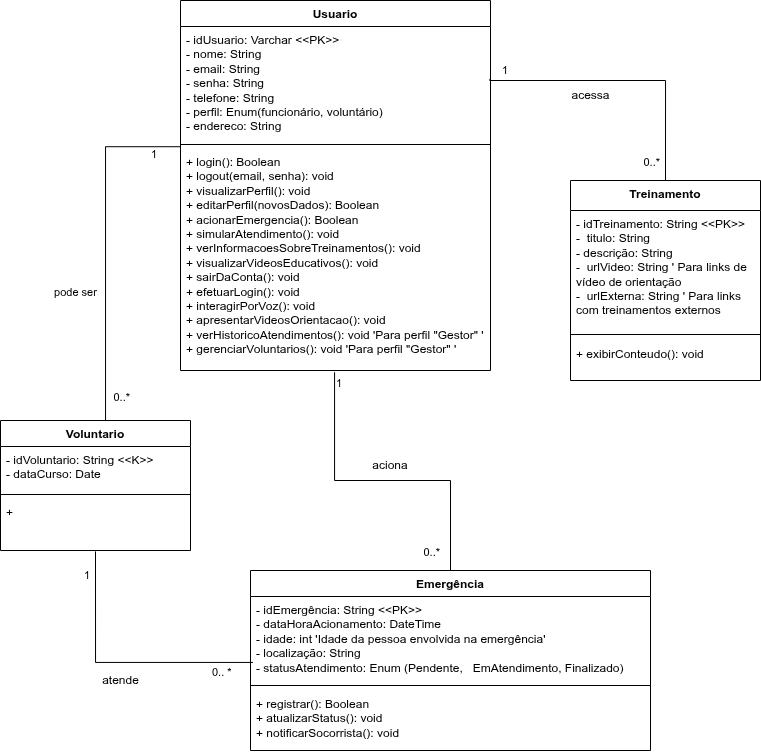 Usuario
- idUsuario: Varchar <<PK>>
- nome: String
- email: String
- senha: String
- telefone: String
- perfil: Enum(funcionário, voluntário)
- endereco: String
+ login(): Boolean
+ logout(email, senha): void
+ visualizarPerfil(): void
+ editarPerfil(novosDados): Boolean
+ acionarEmergencia(): Boolean
+ simularAtendimento(): void
+ verInformacoesSobreTreinamentos(): void
+ visualizarVideosEducativos(): void
+ sairDaConta(): void
+ efetuarLogin(): void
+ interagirPorVoz(): void
+ apresentarVideosOrientacao(): void
+ verHistoricoAtendimentos(): void 'Para perfil "Gestor" '
+ gerenciarVoluntarios(): void 'Para perfil "Gestor" '
1
acessa
0..*
Treinamento
- idTreinamento: String <<PK>>
-  titulo: String
- descrição: String
-  urlVideo: String ' Para links de
vídeo de orientação
-  urlExterna: String ' Para links
com treinamentos externos
+ exibirConteudo(): void
1
pode ser
0..*
Voluntario
- idVoluntario: String <<K>>
- dataCurso: Date
+
1
aciona
0..*
1
atende
0.. *
Emergência
- idEmergência: String <<PK>>
- dataHoraAcionamento: DateTime
- idade: int 'Idade da pessoa envolvida na emergência'
- localização: String
- statusAtendimento: Enum (Pendente,   EmAtendimento, Finalizado)
+ registrar(): Boolean
+ atualizarStatus(): void
+ notificarSocorrista(): void